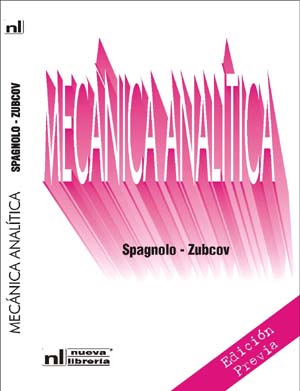 nl
MECÁNICA ANALÍTICA
SPAGNOLO - ZUBCOV
MECÁNICA ANALÍTICA
Spagnolo - Zubcov
nl nueva
librería
Edición
Previa